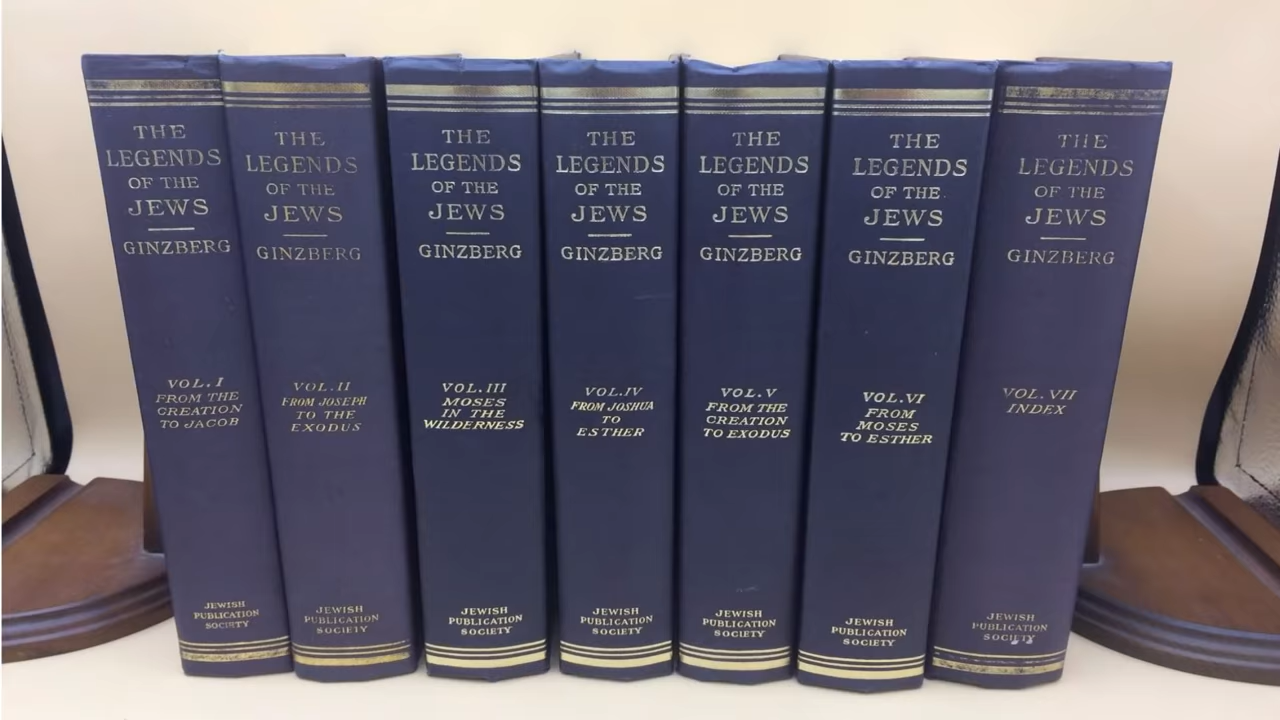 THE
LEGENDS
OF THE
JEWS
GINZBERG
VOL. I
FROM THE
CREATION
TO JACOB
JEWISH
PUBLICATION
SOCIETY
THE
LEGENDS
OF THE
JEWS
GINZBERG
VOL. II
FROM JOSEPH
TO THE
EXODUS
JEWISH
PUBLICATION
SOCIETY
THE
LEGENDS
OF THE
JEWS
GINZBERG
VOL. III
MOSES
IN THE
WILDERNESS
JEWISH
PUBLICATION
SOCIETY
THE
LEGENDS
OF THE
JEWS
GINZBERG
VOL. IV
FROM JOSHUA
TO
ESTHER
JEWISH
PUBLICATION
SOCIETY
THE
LEGENDS
OF THE
JEWS
GINZBERG
VOL. V
FROM THE
CREATION
TO EXODUS
JEWISH
PUBLICATION
SOCIETY
THE
LEGENDS
OF THE
JEWS
GINZBERG
VOL. VI
FROM
MOSES
TO ESTHER
JEWISH
PUBLICATION
SOCIETY
THE
LEGENDS
OF THE
JEWS
GINZBERG
VOL. VII
INDEX
JEWISH
PUBLICATION
SOCIETY